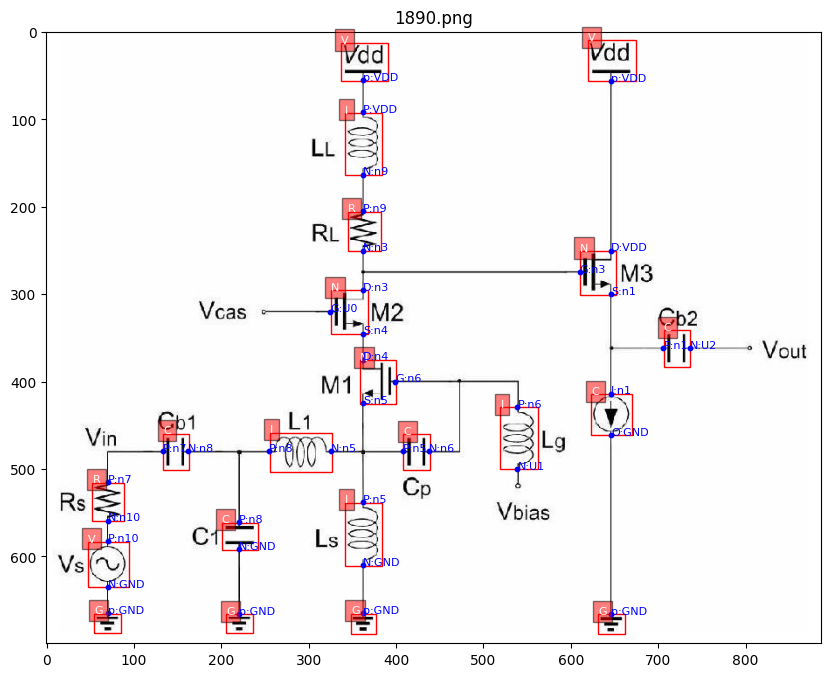 1890.png
V
Vdd
p:VDD
V
Vdd
p:VDD
I
P:VDD
LL
N:n9
R
P:n9
RL
N:n3
N
D:n3
Vcas
G:U0
M2
S:n4
N
D:VDD
G:n3
M3
S:n1
Cb2
C
P:n1
N:U2
Vout
D:n4
M1
G:n6
S:n5
C
I:n1
O:GND
I
P:n6
Lg
N:U1
Vbias
Vin
Cb1
C
P:n7
N:n8
L1
I
P:n8
N:n5
C
P:n5
N:n6
Cp
R
P:n7
Rs
N:n10
V
P:n10
Vs
N:GND
C
P:n8
C1
N:GND
I
P:n5
Ls
N:GND
G
p:GND
G
p:GND
G
p:GND
G
p:GND
0
100
200
300
400
500
600
0
100
200
300
400
500
600
700
800